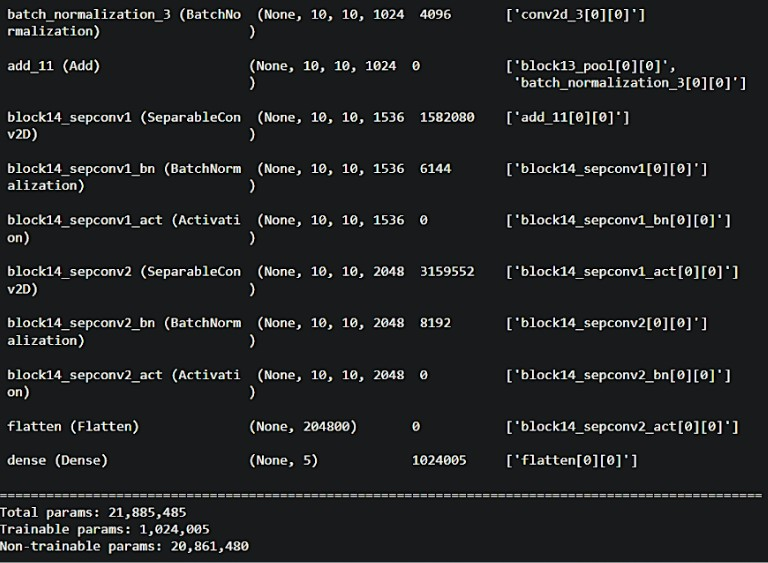 batch_normalization_3 (BatchNo  (None, 10, 10, 1024  4096        ['conv2d_3[0][0]']
rmalization)                   )
add_11 (Add)                   (None, 10, 10, 1024  0           ['block13_pool[0][0]',
                               )                                 'batch_normalization_3[0][0]']
block14_sepconv1 (SeparableCon  (None, 10, 10, 1536  1582080     ['add_11[0][0]']
v2D)                           )
block14_sepconv1_bn (BatchNorm  (None, 10, 10, 1536  6144        ['block14_sepconv1[0][0]']
alization)                     )
block14_sepconv1_act (Activati  (None, 10, 10, 1536  0           ['block14_sepconv1_bn[0][0]']
on)                            )
block14_sepconv2 (SeparableCon  (None, 10, 10, 2048  3159552     ['block14_sepconv1_act[0][0]']
v2D)                           )
block14_sepconv2_bn (BatchNorm  (None, 10, 10, 2048  8192        ['block14_sepconv2[0][0]']
alization)                     )
block14_sepconv2_act (Activati  (None, 10, 10, 2048  0           ['block14_sepconv2_bn[0][0]']
on)                            )
flatten (Flatten)              (None, 204800)       0           ['block14_sepconv2_act[0][0]']
dense (Dense)                  (None, 5)            1024005     ['flatten[0][0]']
==================================================================================================
Total params: 21,885,485
Trainable params: 1,024,005
Non-trainable params: 20,861,480